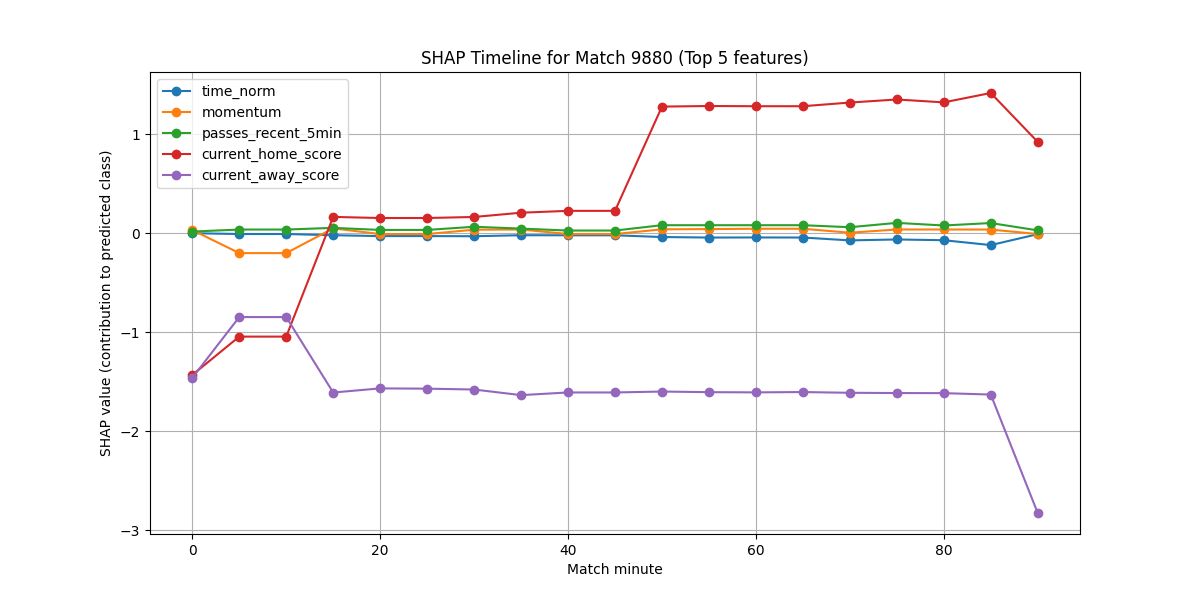 SHAP Timeline for Match 9880 (Top 5 features)
time_norm
momentum
passes_recent_5min
current_home_score
current_away_score
SHAP value (contribution to predicted class)
1
0
−1
−2
−3
0 20 40 60 80
Match minute